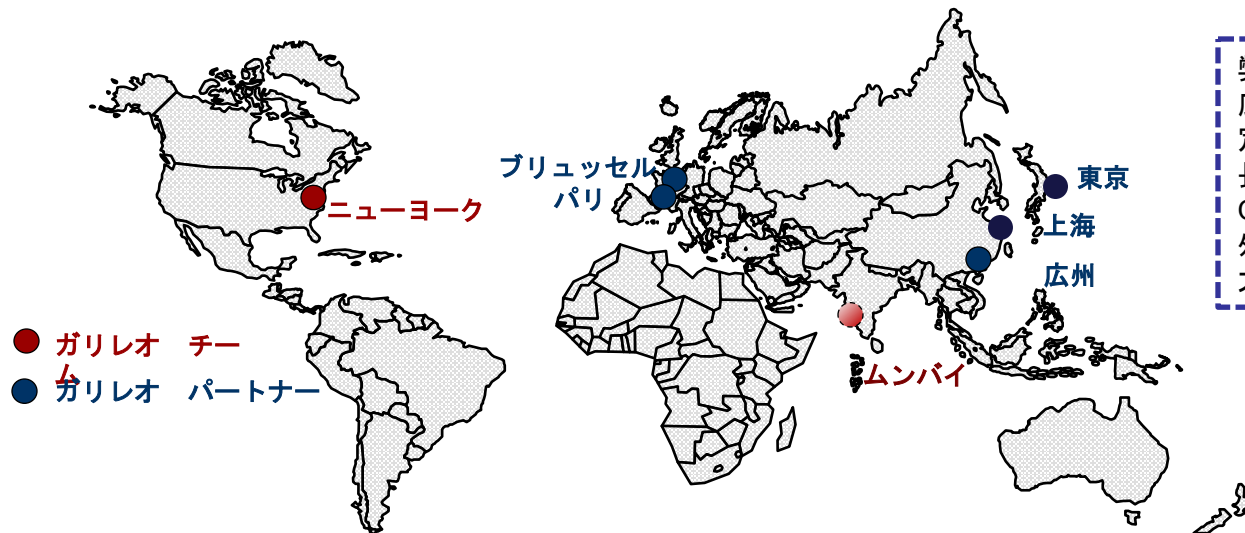 ブリュッセル
パリ
東京
ニューヨーク
上海
広州
ガリレオ　チー
ム
ガリレオ　パートナー
ムンバイ